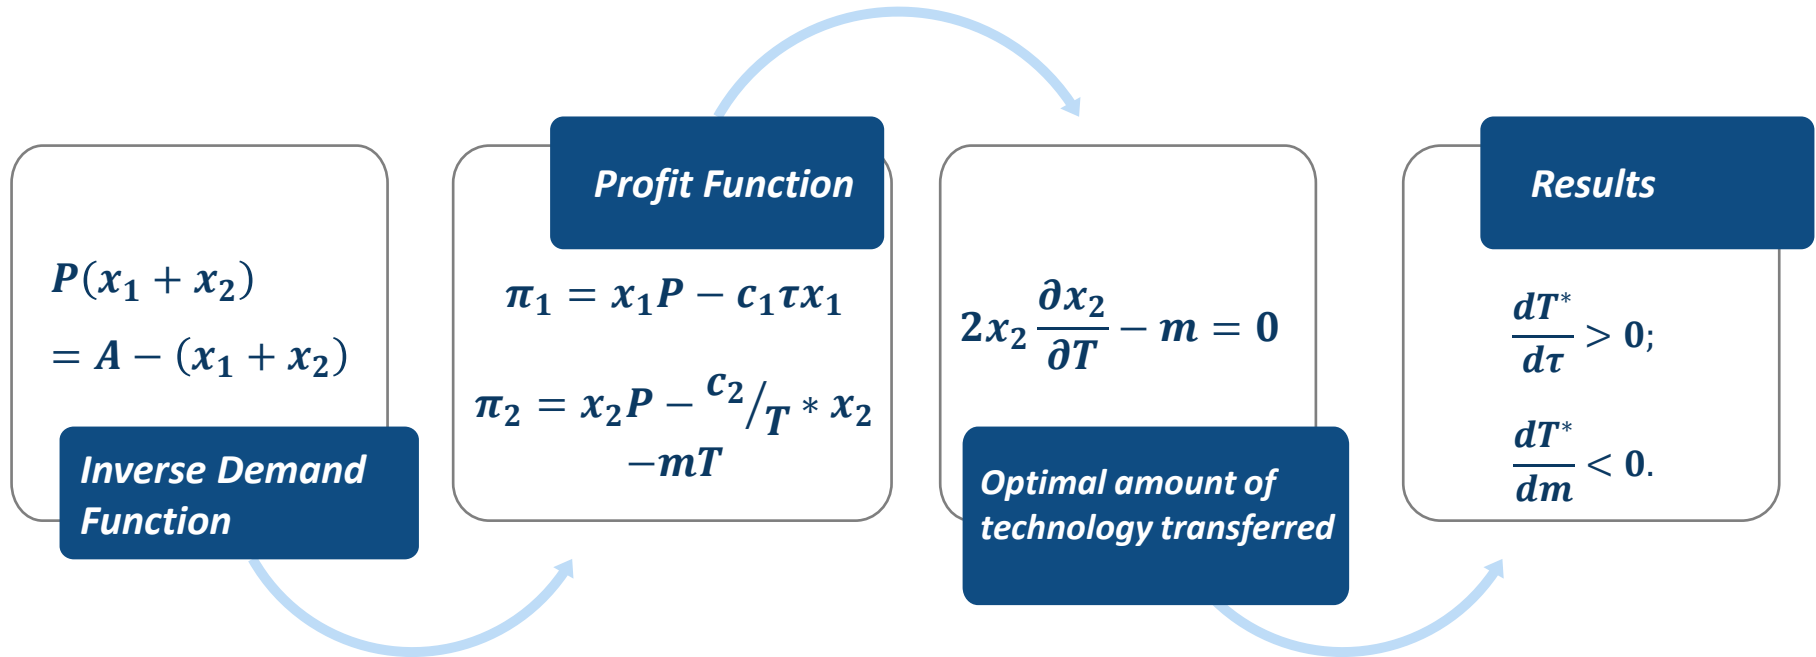 P(x₁ + x₂)
= A − (x₁ + x₂)
Inverse Demand
Function
Profit Function
π₁ = x₁P − c₁τx₁
π₂ = x₂P − c₂/T * x₂
−mT
2x₂ ∂x₂/∂T − m = 0
Optimal amount of
technology transferred
Results
dT*/dτ > 0;
dT*/dm < 0.